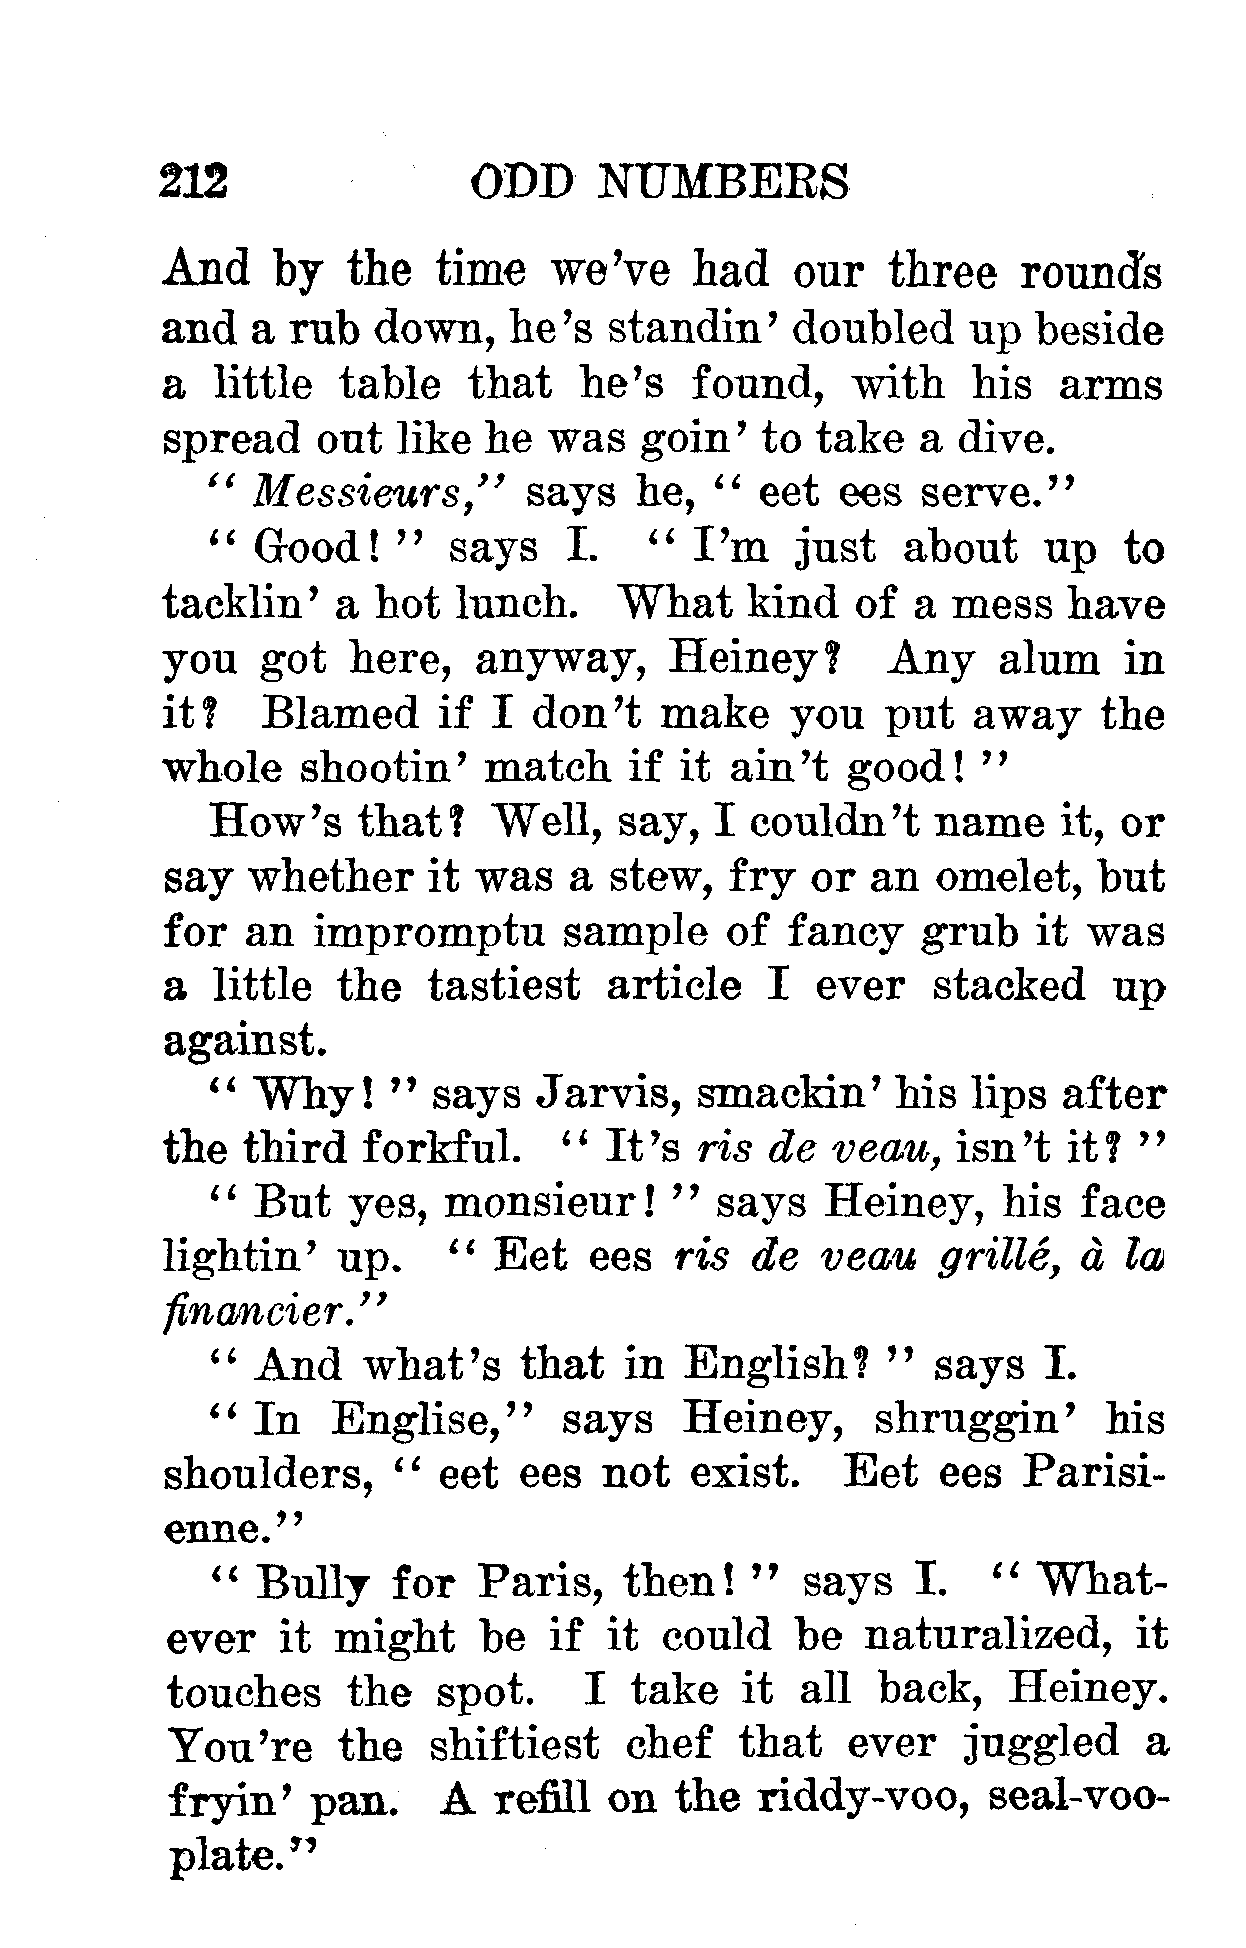 212 ODD NUMBERS
And by the time we've had our three rounds
and a rub down, he's standin' doubled up beside
a little table that he's found, with his arms
spread out like he was goin' to take a dive.
"Messieurs," says he, "eet ees serve."
"Good!" says I. "I'm just about up to
tacklin' a hot lunch. What kind of a mess have
you got here, anyway, Heiney? Any alum in
it? Blamed if I don't make you put away the
whole shootin' match if it ain't good!"
How's that? Well, say, I couldn't name it, or
say whether it was a stew, fry or an omelet, but
for an impromptu sample of fancy grub it was
a little the tastiest article I ever stacked up
against.
"Why!" says Jarvis, smackin' his lips after
the third forkful. "It's ris de veau, isn't it?"
"But yes, monsieur!" says Heiney, his face
lightin' up. "Eet ees ris de veau grillé, à la
financier."
"And what's that in English?" says I.
"In Englise," says Heiney, shruggin' his
shoulders, "eet ees not exist. Eet ees Parisi-
enne."
"Bully for Paris, then!" says I. "What-
ever it might be if it could be naturalized, it
touches the spot. I take it all back, Heiney.
You're the shiftiest chef that ever juggled a
fryin' pan. A refill on the riddy-voo, seal-voo-
plate."